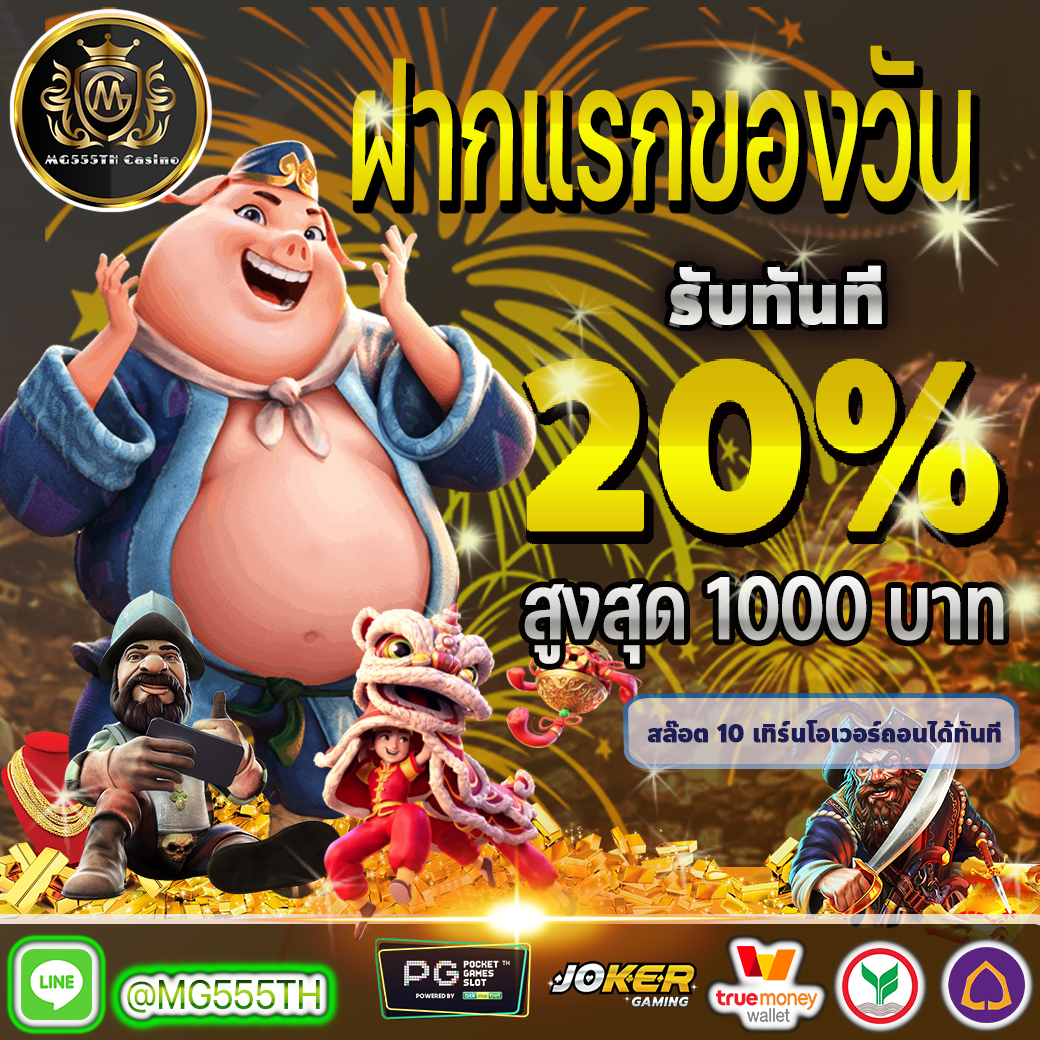 MG555TH Casino
ฝากแรกของวัน
รับทันที
20%
สูงสุด 1000 บาท
สล๊อต 10 เทิร์นโอเวอร์ถอนได้ทันที
LINE
@MG555TH
PG POCKET GAMES SLOT TH
POWERED BY
JOKER
GAMING
truemoney
wallet